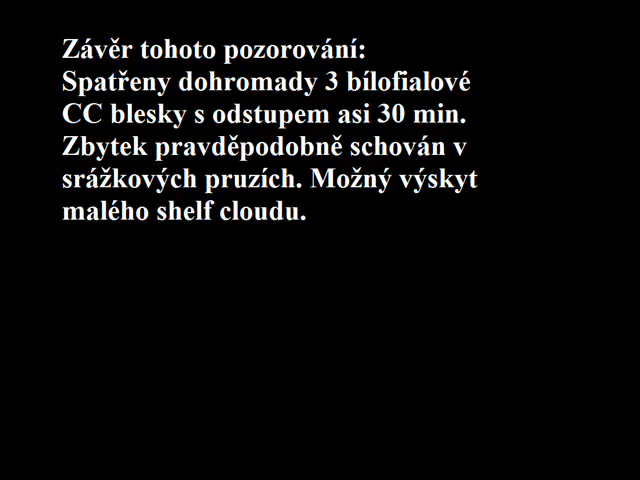 Závěr tohoto pozorování:
Spatřeny dohromady 3 bílofialové
CC blesky s odstupem asi 30 min.
Zbytek pravděpodobně schován v
srážkových pruzích. Možný výskyt
malého shelf cloudu.